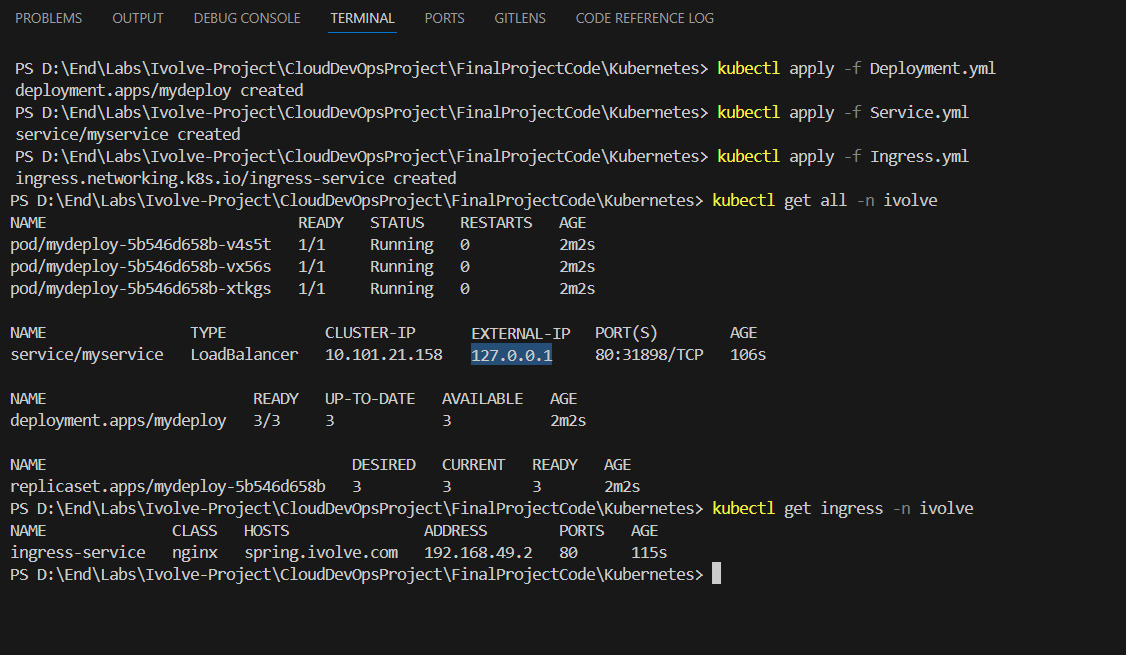 PROBLEMS OUTPUT DEBUG CONSOLE TERMINAL PORTS GITLENS CODE REFERENCE LOG
PS D:\End\Labs\Ivolve-Project\CloudDevOpsProject\FinalProjectCode\Kubernetes> kubectl apply -f Deployment.yml
deployment.apps/mydeploy created
PS D:\End\Labs\Ivolve-Project\CloudDevOpsProject\FinalProjectCode\Kubernetes> kubectl apply -f Service.yml
service/myservice created
PS D:\End\Labs\Ivolve-Project\CloudDevOpsProject\FinalProjectCode\Kubernetes> kubectl apply -f Ingress.yml
ingress.networking.k8s.io/ingress-service created
PS D:\End\Labs\Ivolve-Project\CloudDevOpsProject\FinalProjectCode\Kubernetes> kubectl get all -n ivolve
NAME READY STATUS RESTARTS AGE
pod/mydeploy-5b546d658b-v4s5t 1/1 Running 0 2m2s
pod/mydeploy-5b546d658b-vx56s 1/1 Running 0 2m2s
pod/mydeploy-5b546d658b-xtkgs 1/1 Running 0 2m2s
NAME TYPE CLUSTER-IP EXTERNAL-IP PORT(S) AGE
service/myservice LoadBalancer 10.101.21.158 127.0.0.1 80:31898/TCP 106s
NAME READY UP-TO-DATE AVAILABLE AGE
deployment.apps/mydeploy 3/3 3 3 2m2s
NAME DESIRED CURRENT READY AGE
replicaset.apps/mydeploy-5b546d658b 3 3 3 2m2s
PS D:\End\Labs\Ivolve-Project\CloudDevOpsProject\FinalProjectCode\Kubernetes> kubectl get ingress -n ivolve
NAME CLASS HOSTS ADDRESS PORTS AGE
ingress-service nginx spring.ivolve.com 192.168.49.2 80 115s
PS D:\End\Labs\Ivolve-Project\CloudDevOpsProject\FinalProjectCode\Kubernetes>